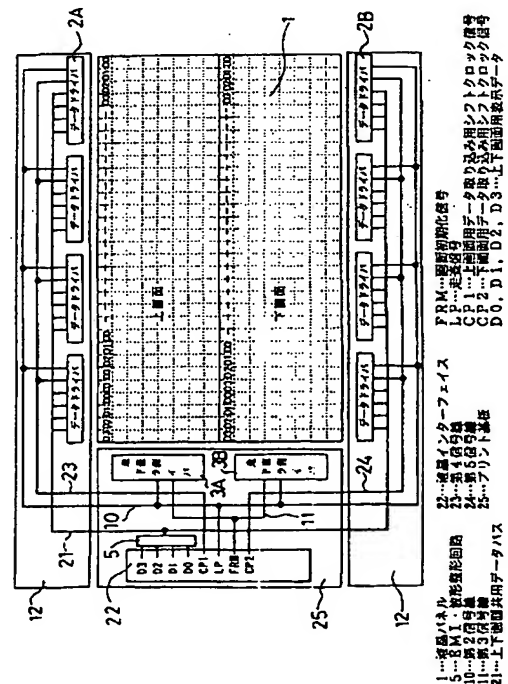 12
2A
データドライバ
データドライバ
データドライバ
データドライバ
23
21
10
5
22
D3
D2
D1
D0
CP1
LP
FRM
CP2
3A
3B
11
25
上画面
下画面
1
24
データドライバ
データドライバ
データドライバ
データドライバ
2B
12
1…液晶パネル
5…EMI・波形整形回路
10…第2信号線
11…第3信号線
21…上下画面共用データバス
22…液晶インターフェイス
23…第4信号線
24…第5信号線
25…プリント基板
FRM…画面初期化信号
LP…走査信号
CP1…上画面用データ取り込み用シフトクロック信号
CP2…下画面用データ取り込み用シフトクロック信号
D0, D1, D2, D3…上下画面用表示データ